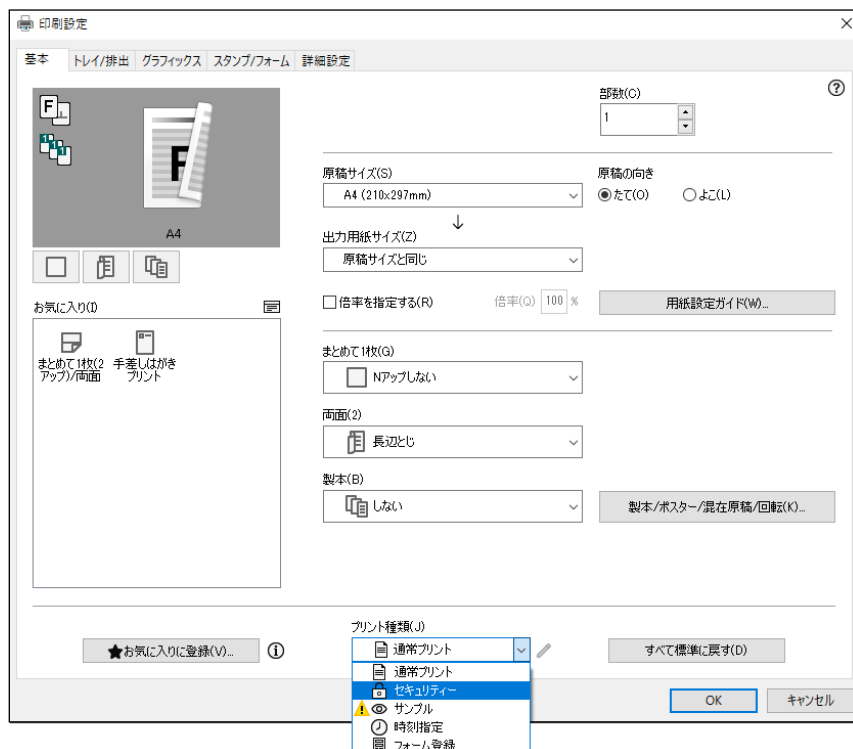 印刷設定
基本 トレイ/排出 グラフィックス スタンプ/フォーム 詳細設定
F
1 1 1
F
A4
お気に入り(I)
まとめて1枚(2アップ)/両面
手差しはがきプリント
部数(C)
1
原稿サイズ(S)
A4 (210x297mm)
原稿の向き
たて(O) よこ(L)
↓
出力用紙サイズ(Z)
原稿サイズと同じ
倍率を指定する(R) 倍率(Q) 100 %
用紙設定ガイド(W)...
まとめて1枚(G)
Nアップしない
両面(2)
長辺とじ
製本(B)
しない
製本/ポスター/混在原稿/回転(K)...
★お気に入りに登録(V)...
プリント種類(J)
通常プリント
通常プリント
セキュリティー
サンプル
時刻指定
フォーム登録
すべて標準に戻す(D)
OK キャンセル